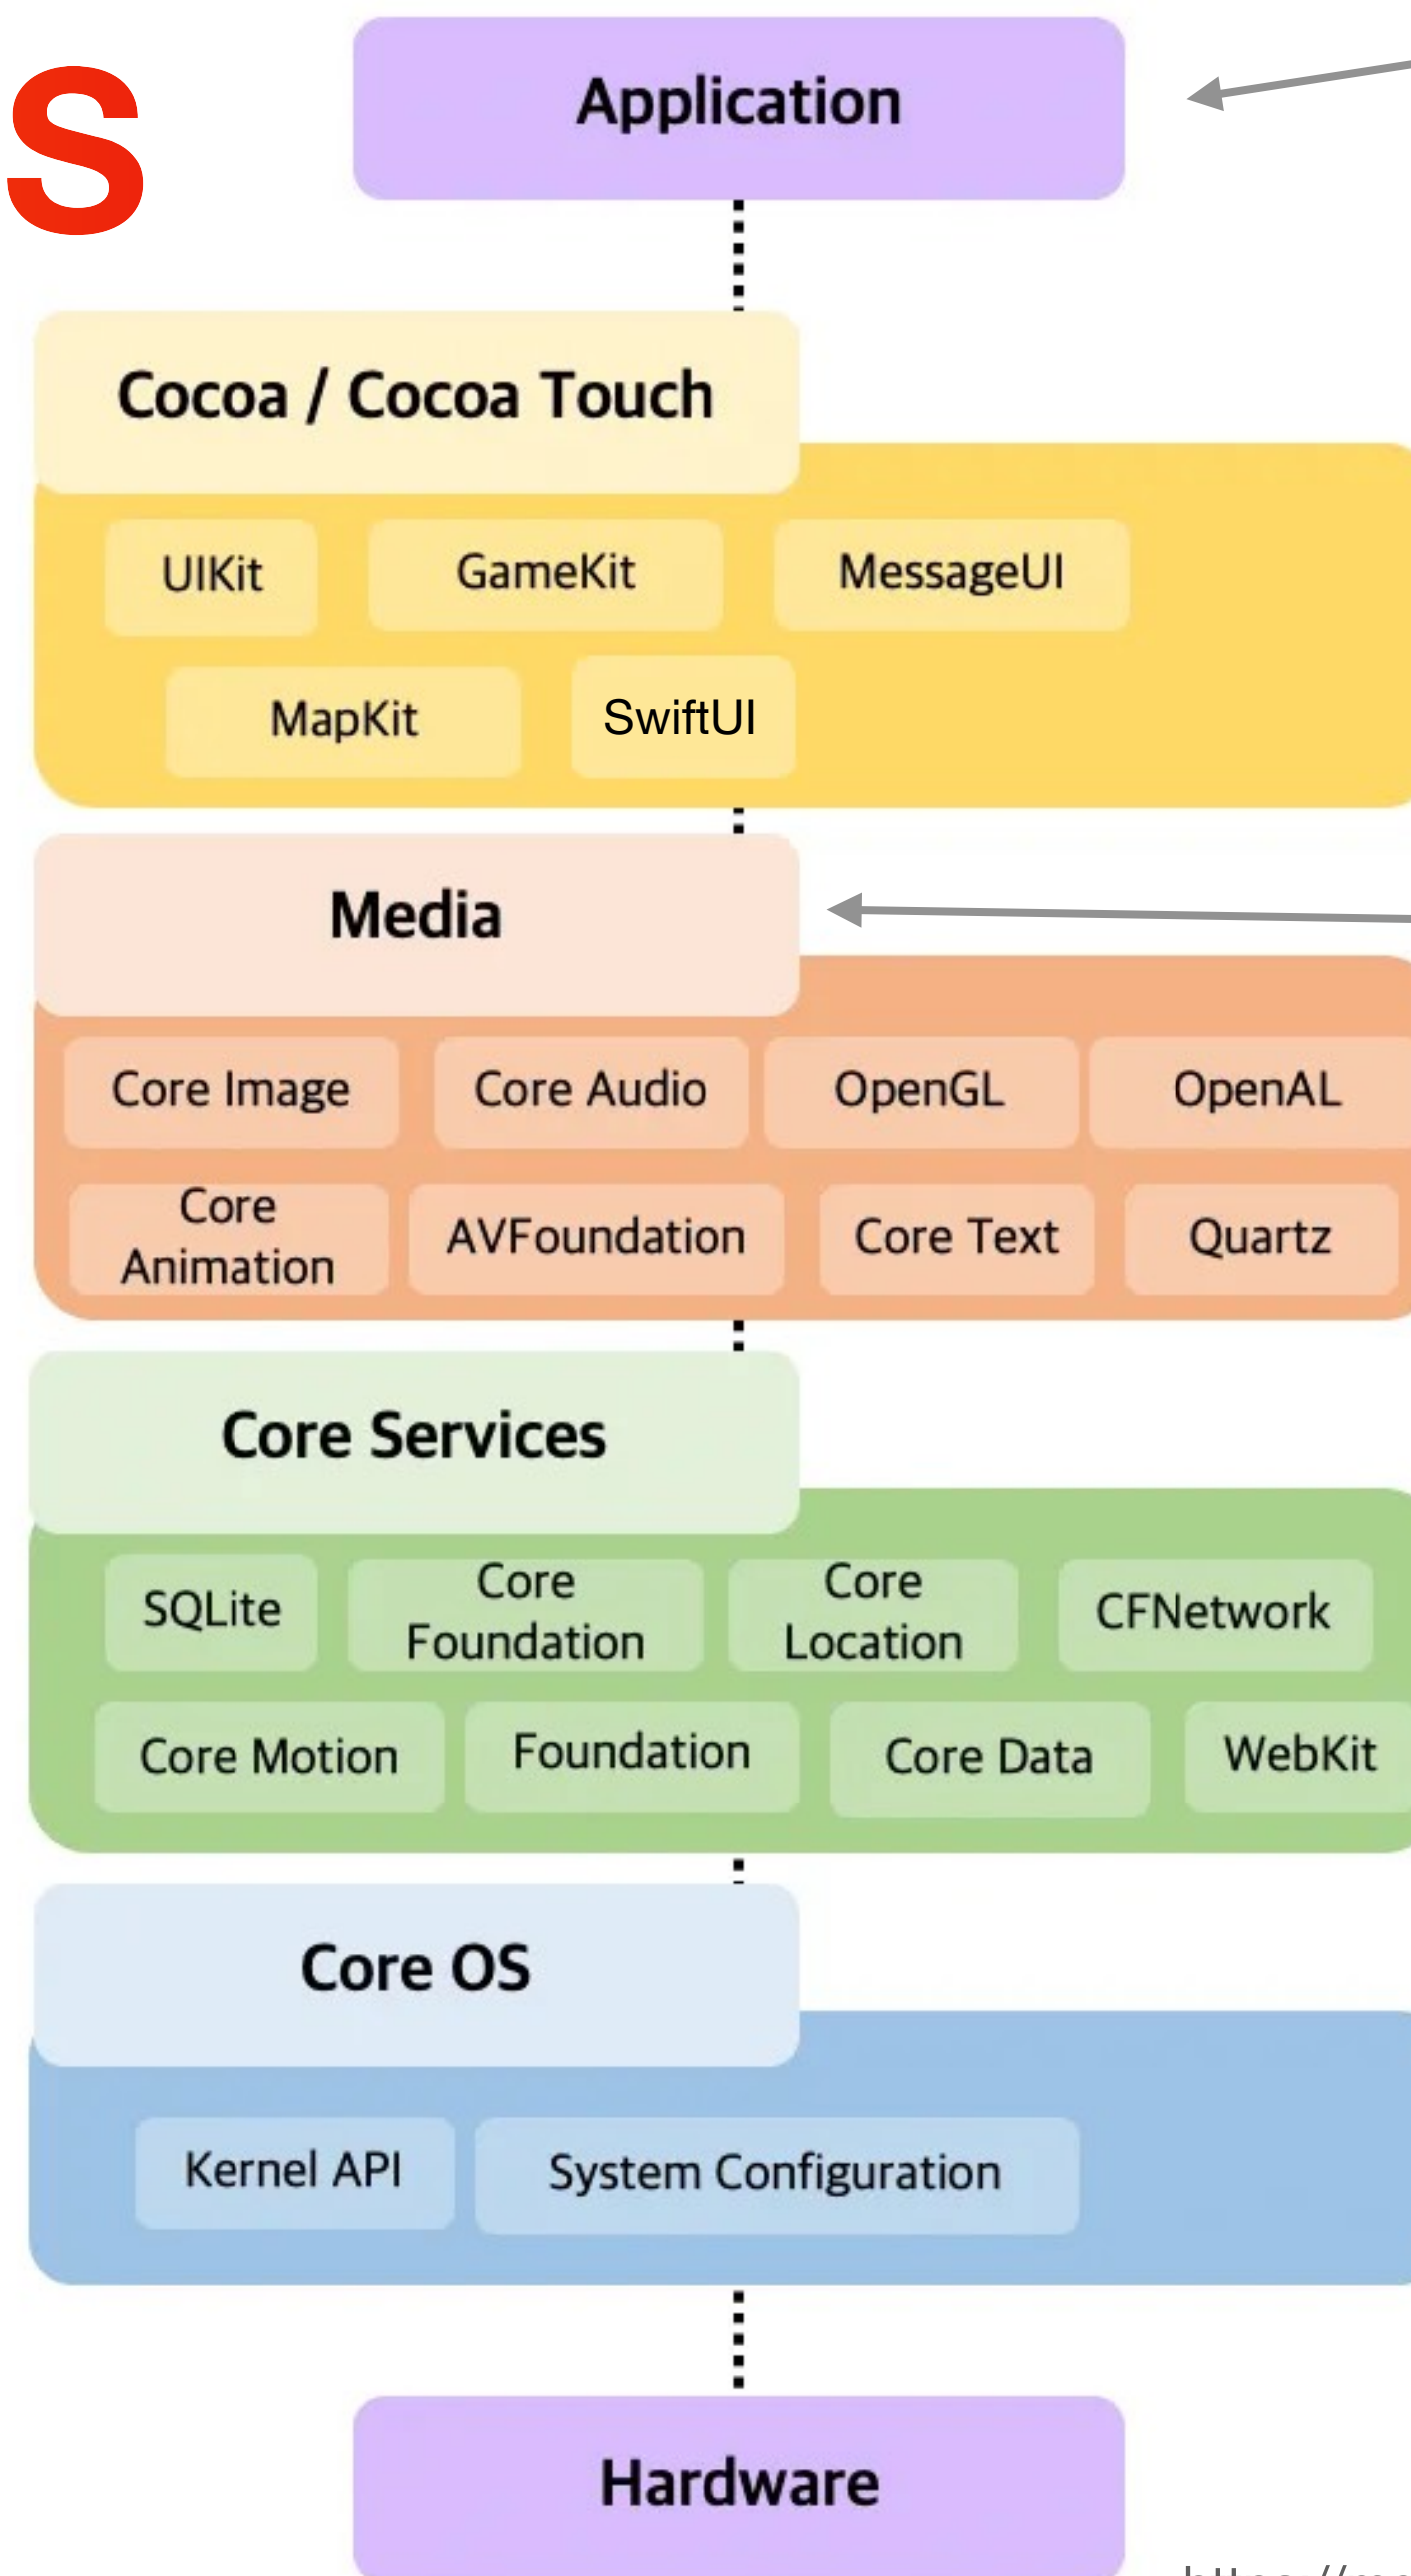 S
Application
Cocoa / Cocoa Touch
UIKit GameKit MessageUI
MapKit SwiftUI
Media
Core Image Core Audio OpenGL OpenAL
Core Animation AVFoundation Core Text Quartz
Core Services
SQLite Core Foundation Core Location CFNetwork
Core Motion Foundation Core Data WebKit
Core OS
Kernel API System Configuration
Hardware